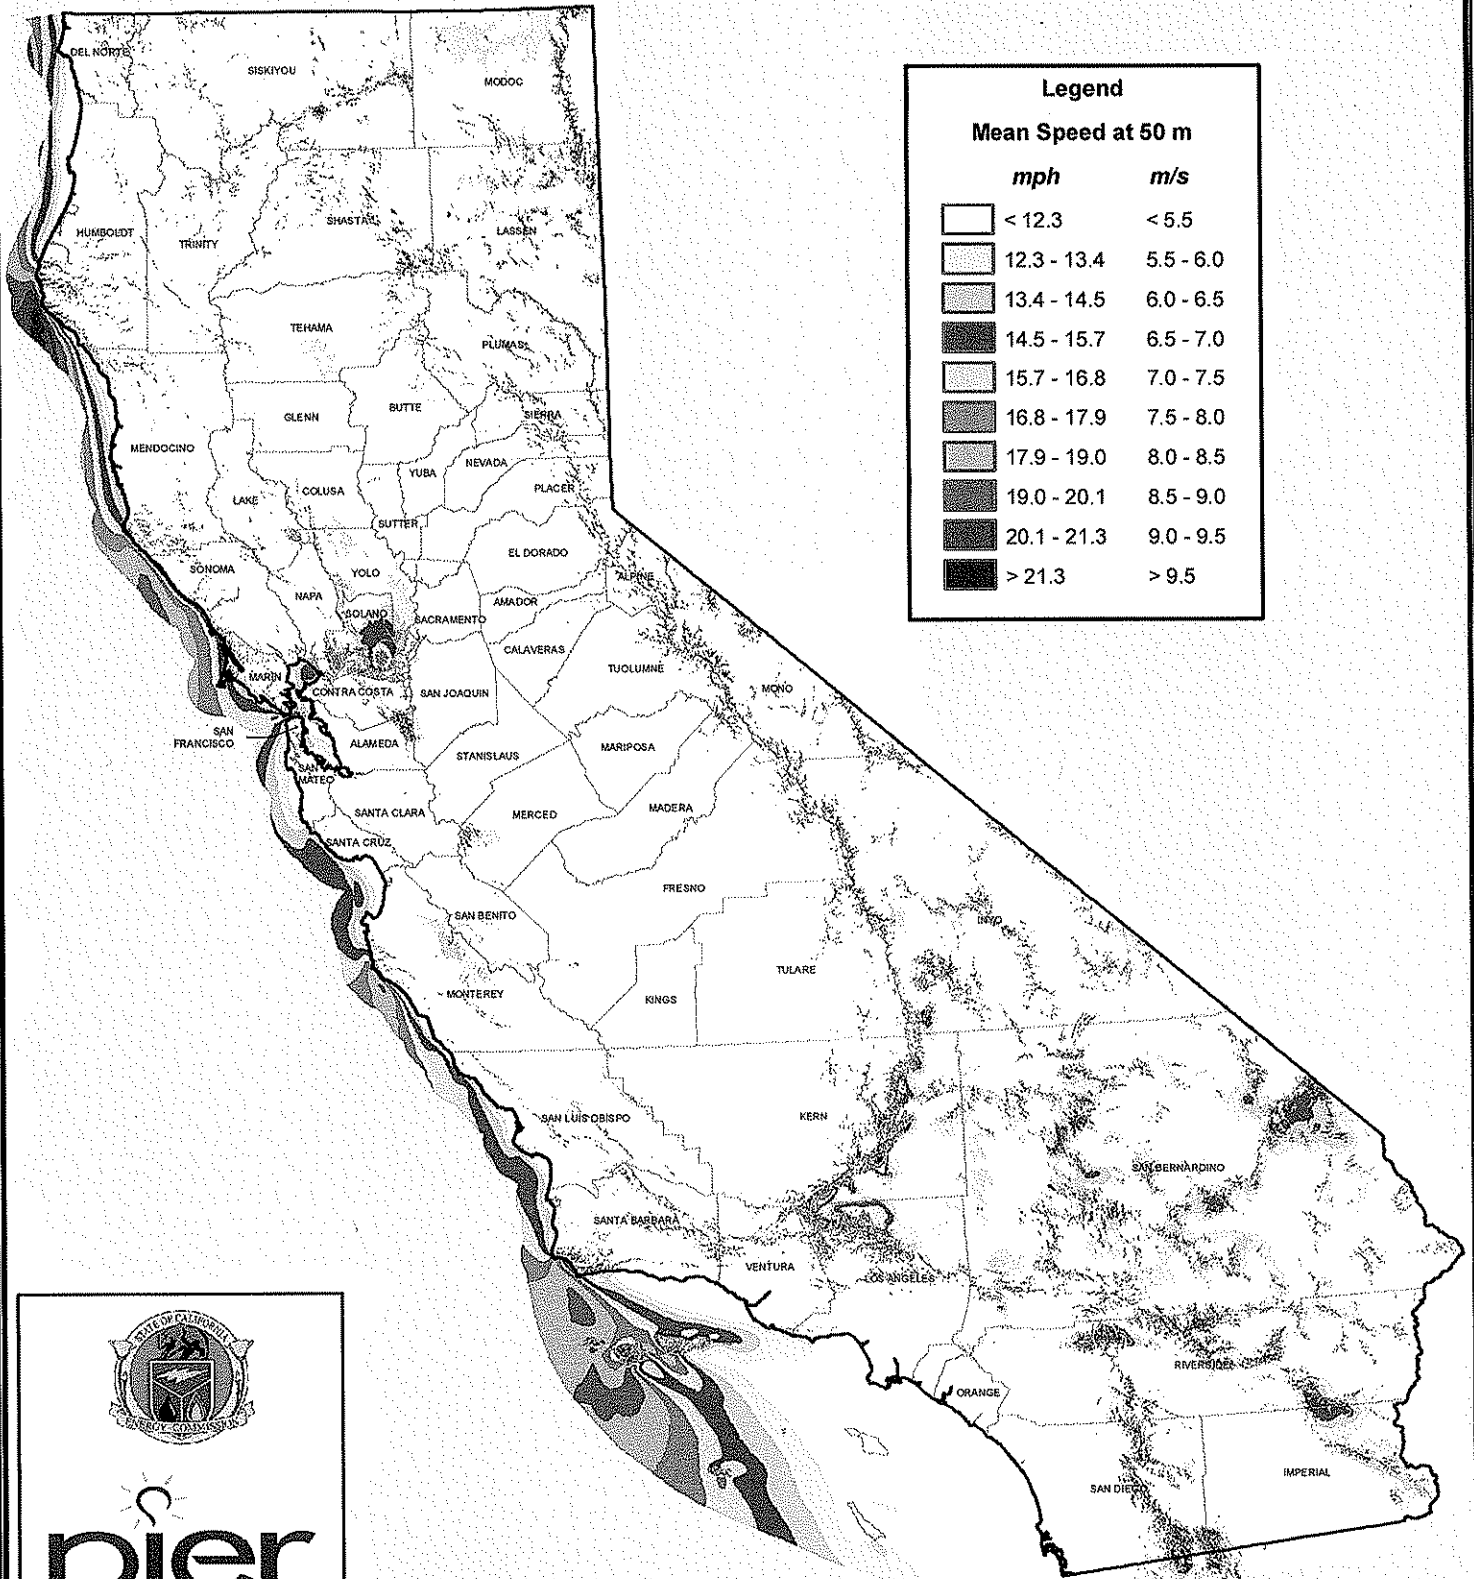 Legend
Mean Speed at 50 m
mph m/s
< 12.3 < 5.5
12.3 - 13.4 5.5 - 6.0
13.4 - 14.5 6.0 - 6.5
14.5 - 15.7 6.5 - 7.0
15.7 - 16.8 7.0 - 7.5
16.8 - 17.9 7.5 - 8.0
17.9 - 19.0 8.0 - 8.5
19.0 - 20.1 8.5 - 9.0
20.1 - 21.3 9.0 - 9.5
> 21.3 > 9.5
DEL NORTE
SISKIYOU
MODOC
HUMBOLDT
TRINITY
SHASTA
LASSEN
TEHAMA
PLUMAS
GLENN
BUTTE
SIERRA
MENDOCINO
YUBA
NEVADA
LAKE
COLUSA
PLACER
SUTTER
EL DORADO
SONOMA
YOLO
ALPINE
NAPA
AMADOR
SOLANO
SACRAMENTO
CALAVERAS
TUOLUMNE
MARIN
CONTRA COSTA
SAN JOAQUIN
MONO
SAN
FRANCISCO
ALAMEDA
STANISLAUS
MARIPOSA
SAN
MATEO
SANTA CLARA
MERCED
MADERA
SANTA CRUZ
FRESNO
SAN BENITO
INYO
TULARE
MONTEREY
KINGS
SAN LUIS OBISPO
KERN
SAN BERNARDINO
SANTA BARBARA
VENTURA
LOS ANGELES
RIVERSIDE
ORANGE
IMPERIAL
SAN DIEGO
STATE OF CALIFORNIA
ENERGY COMMISSION
pier